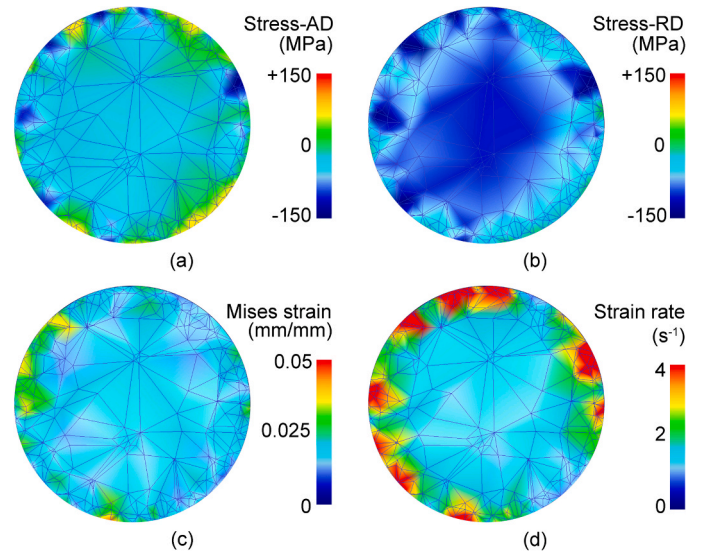 Stress-AD
(MPa)
+150
0
-150
(a)
Stress-RD
(MPa)
+150
0
-150
(b)
Mises strain
(mm/mm)
0.05
0.025
0
(c)
Strain rate
(s⁻¹)
4
2
0
(d)